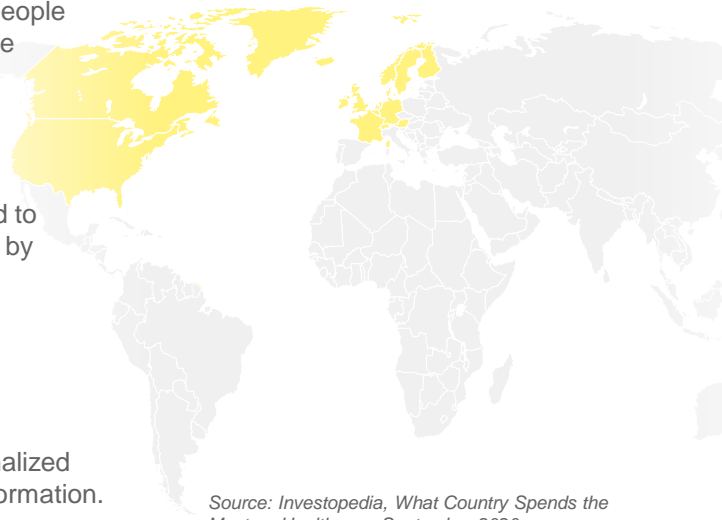 eople
e
d to
by
alized
ormation.
Source: Investopedia, What Country Spends the